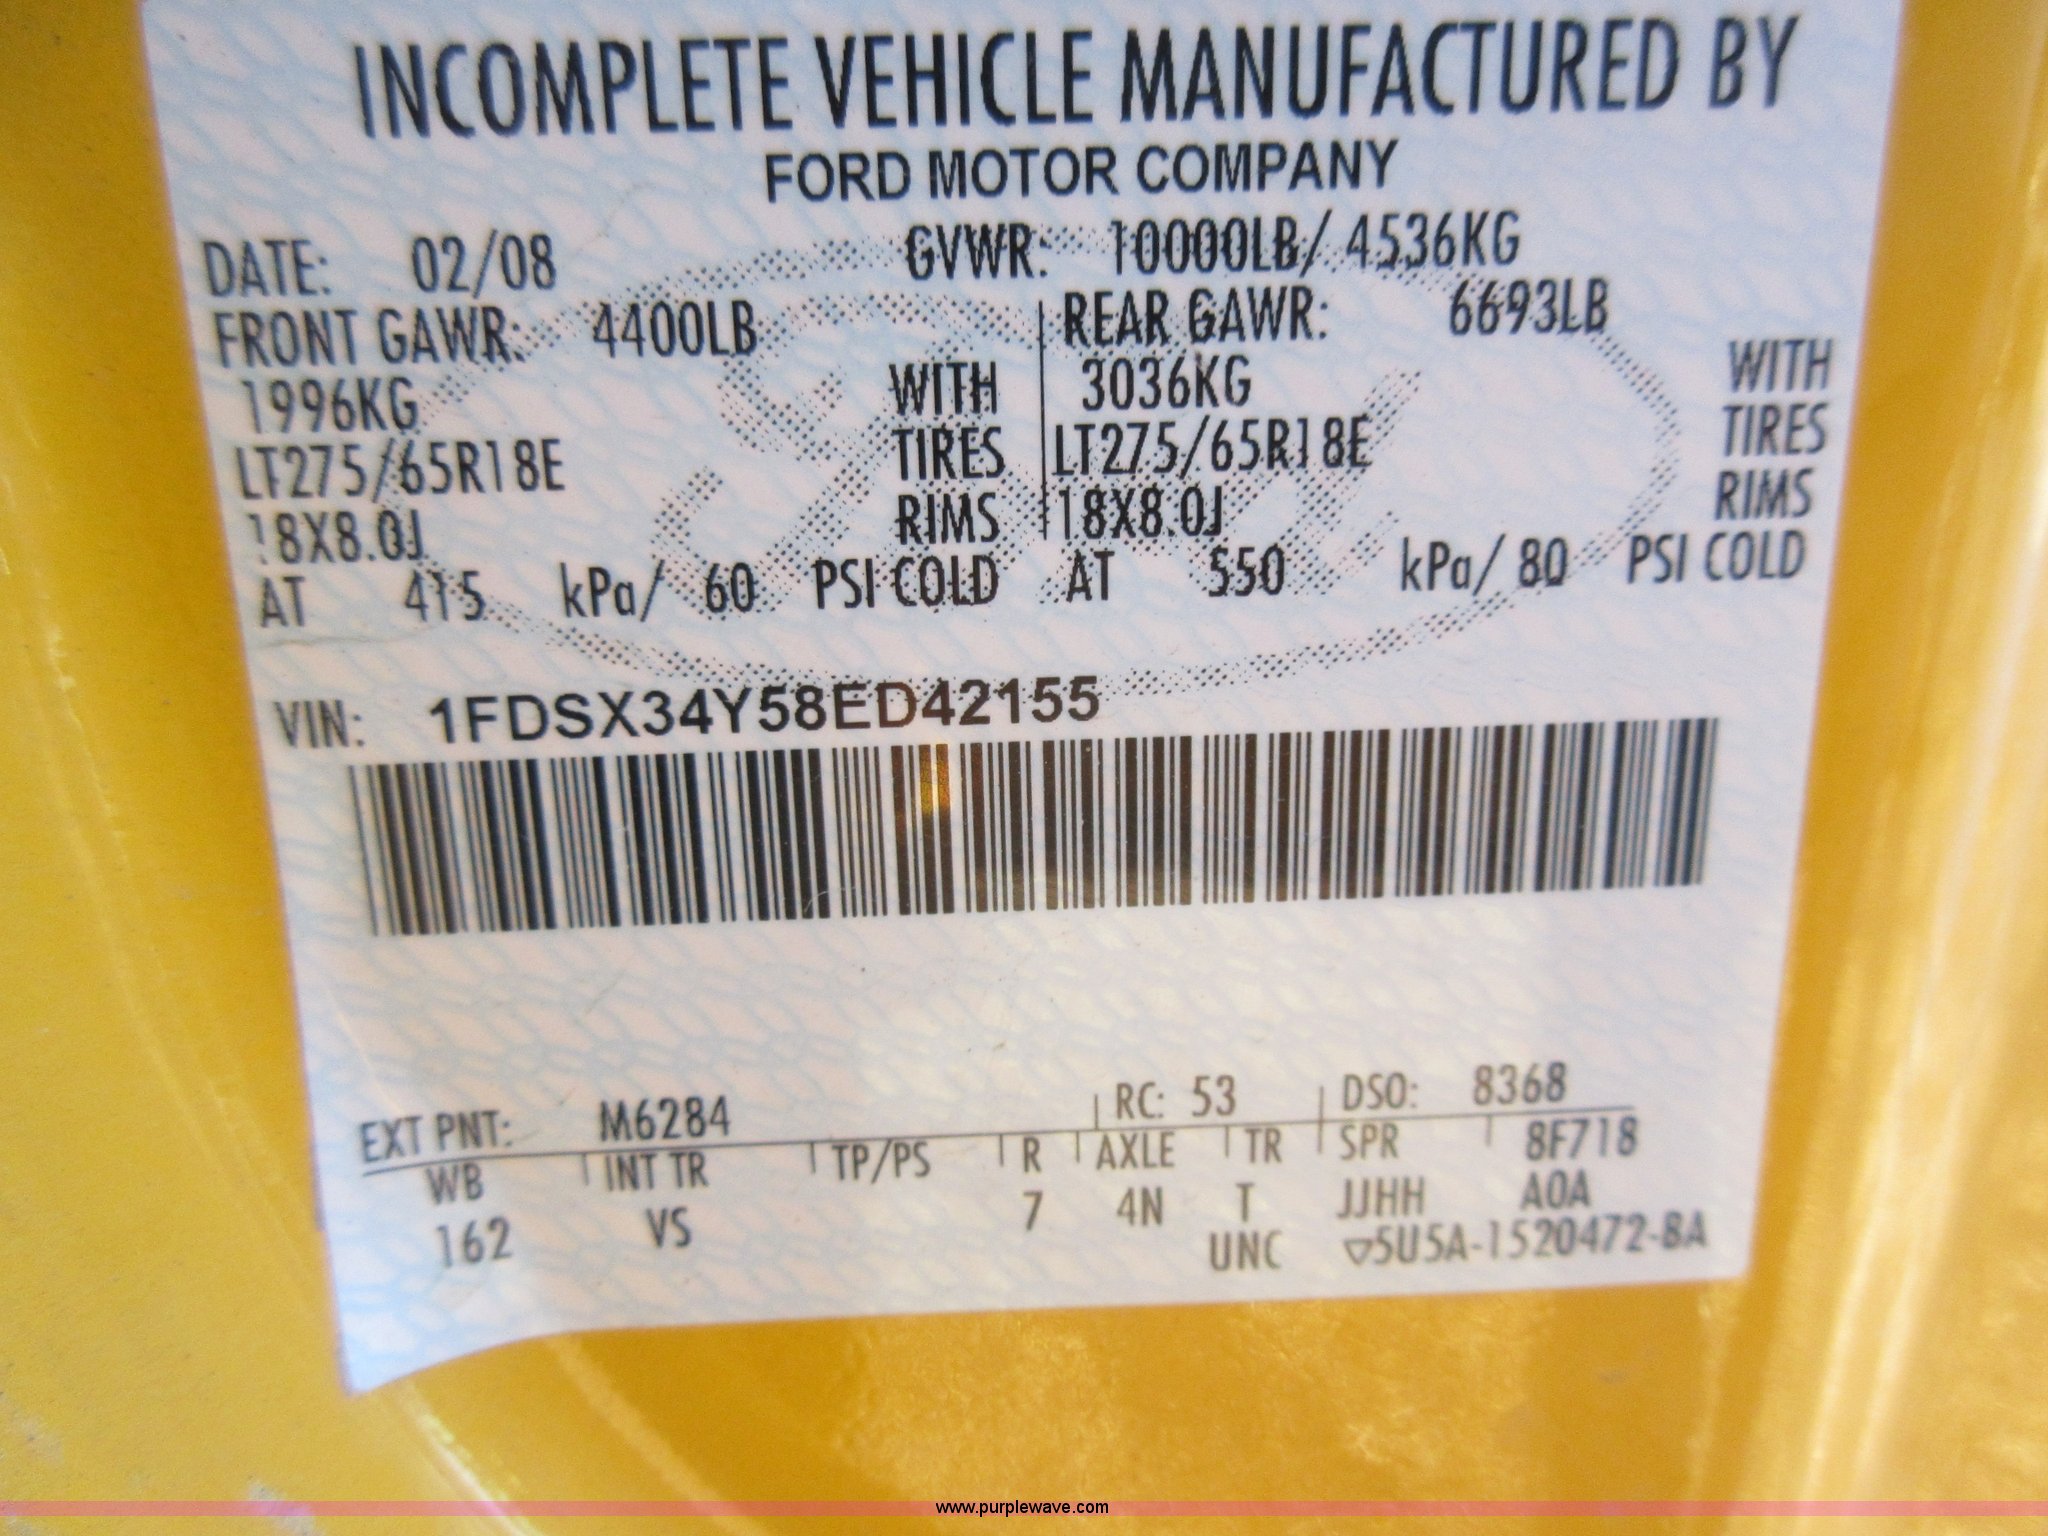 INCOMPLETE VEHICLE MANUFACTURED BY
FORD MOTOR COMPANY
DATE: 02/08 GVWR: 10000LB/ 4536KG
FRONT GAWR: 4400LB REAR GAWR: 6693LB
1996KG WITH 3036KG WITH
LT275/65R18E TIRES LT275/65R18E TIRES
18X8.0J RIMS 18X8.0J RIMS
AT 415 kPa/ 60 PSI COLD AT 550 kPa/ 80 PSI COLD
VIN: 1FDSX34Y58ED42155
EXT PNT: M6284 RC: 53 DSO: 8368
WB INT TR TP/PS R AXLE TR SPR 8F718
162 VS 7 4N T JJHH A0A
UNC ▽5U5A-1520472-BA
www.purplewave.com